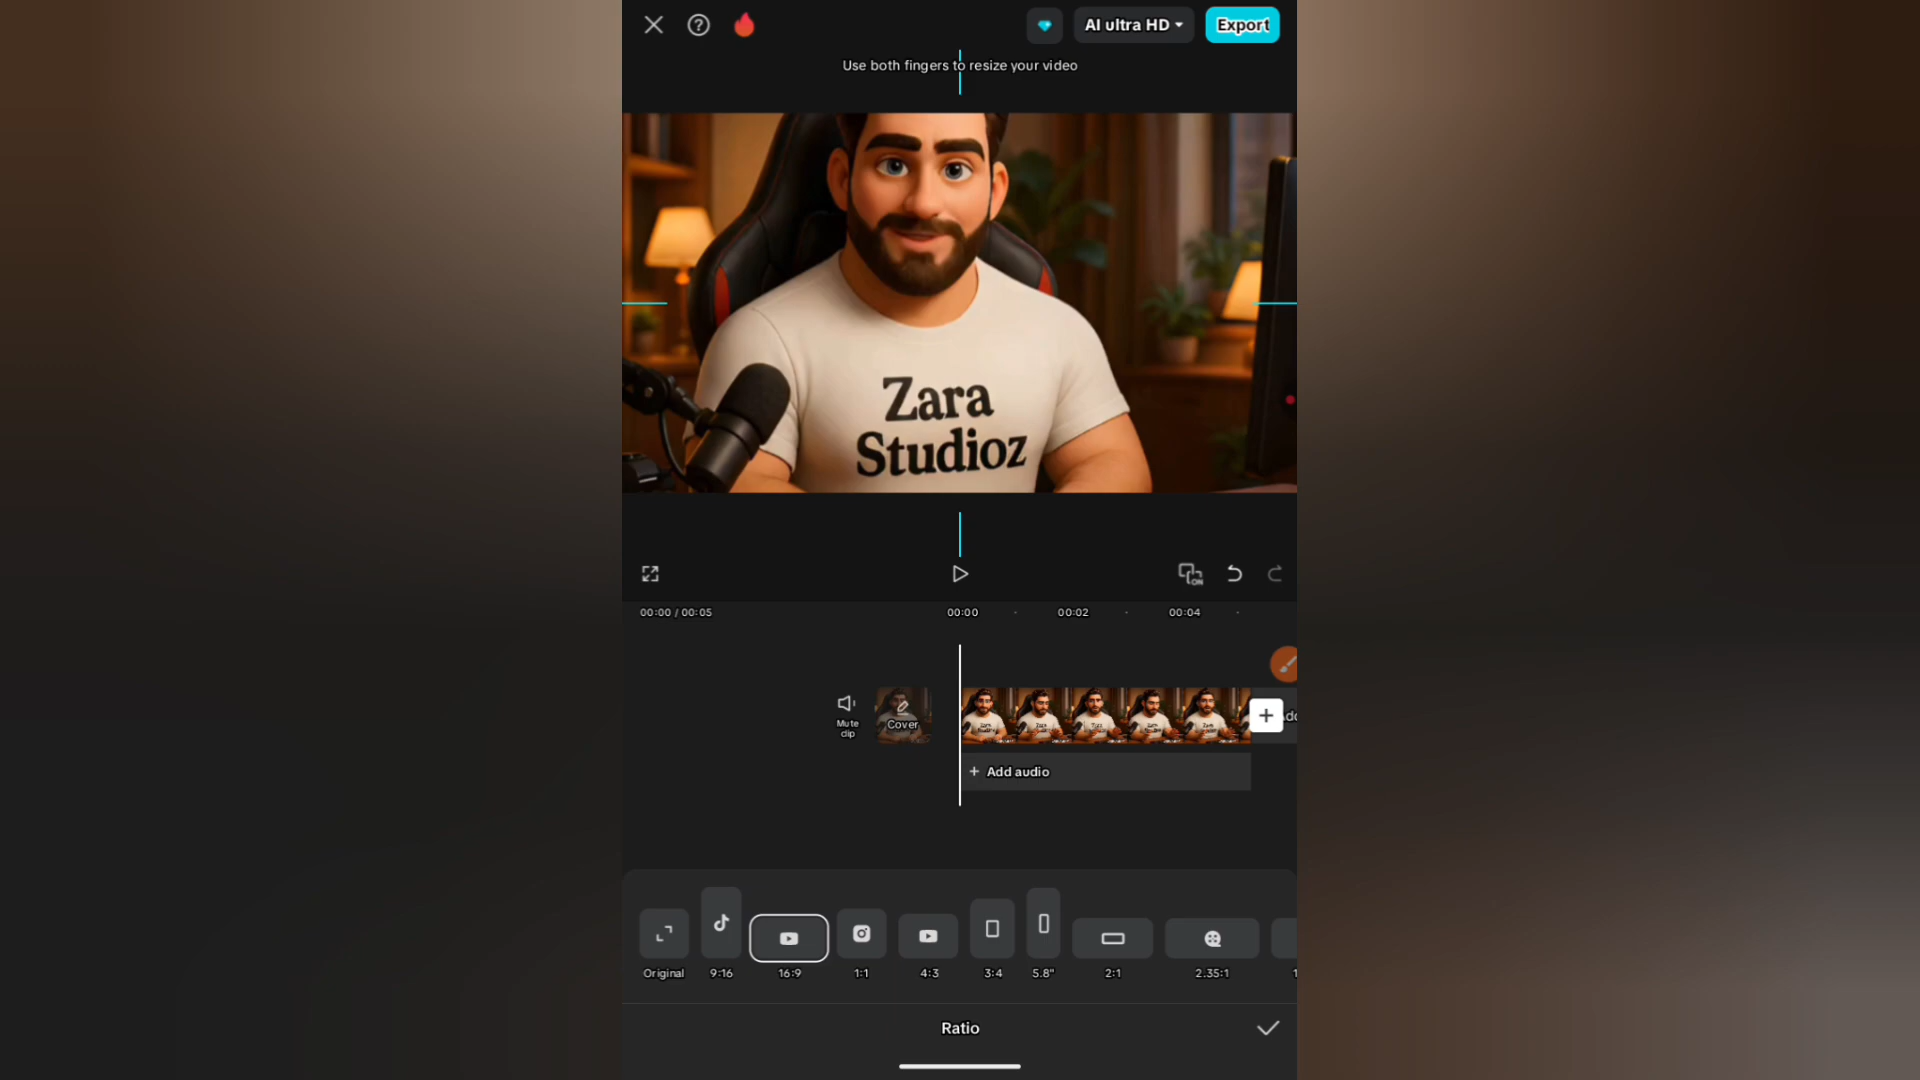 AI ultra HD
Export
Use both fingers to resize your video
Zara
Studioz
00:00 / 00:05
00:00
00:02
00:04
Mute
clip
Cover
Add audio
Original
9:16
16:9
1:1
4:3
3:4
5.8"
2:1
2.35:1
Ratio